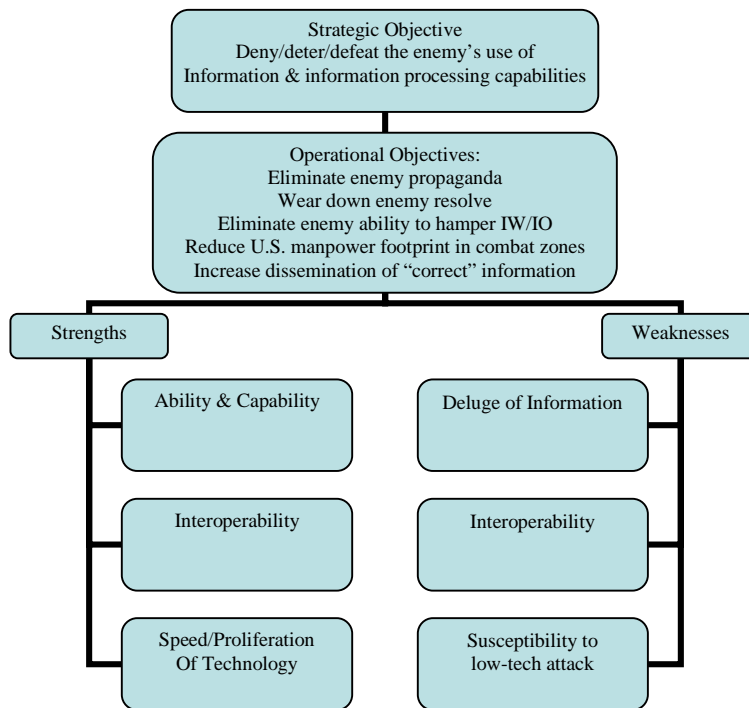 Strategic Objective
Deny/deter/defeat the enemy’s use of
Information & information processing capabilities
Operational Objectives:
Eliminate enemy propaganda
Wear down enemy resolve
Eliminate enemy ability to hamper IW/IO
Reduce U.S. manpower footprint in combat zones
Increase dissemination of “correct” information
Strengths
Weaknesses
Ability & Capability
Deluge of Information
Interoperability
Interoperability
Speed/Proliferation
Of Technology
Susceptibility to
low-tech attack